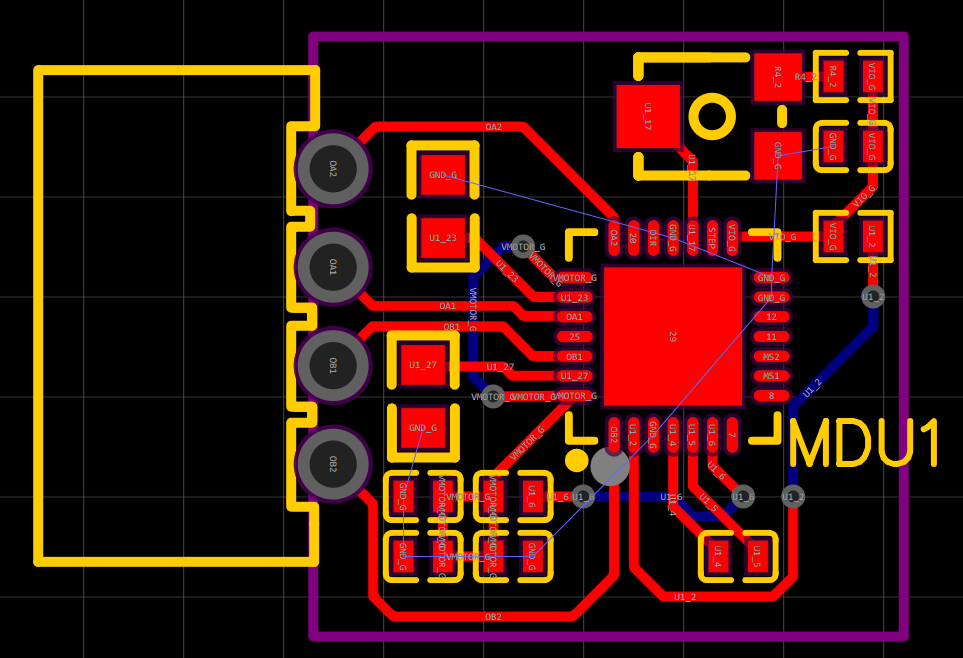 R4_2
R4_2
R4_2
VIO_G
VIO_G
U1_17
OA2
GND_G
GND_G
VIO_G
U1_17
OA2
GND_G
VIO_G
U1_23
OA2
20
DIR
GND_G
U1_17
STEP
VIO_G
VIO_G
VIO_G
U1_2
VMOTOR_G
VMOTOR_G
U1_23
OA1
VMOTOR_G
GND_G
U1_2
U1_23
GND_G
U1_2
VMOTOR_G
OA1
OA1
12
OB1
25
29
11
OB1
MS2
OB1
U1_27
U1_27
U1_27
MS1
U1_2
VMOTOR_G
VMOTOR_G
VMOTOR_G
8
GND_G
VMOTOR_G
OB2
U1_2
GND_G
U1_4
U1_5
U1_6
7
MDU1
OB2
U1_6
GND_G
VMOTOR_G
VMOTOR_G
VMOTOR_G
U1_6
U1_6
U1_6
U1_6
U1_4
U1_5
U1_6
U1_2
GND_G
VMOTOR_G
VMOTOR_G
VMOTOR_G
GND_G
U1_4
U1_5
U1_2
OB2